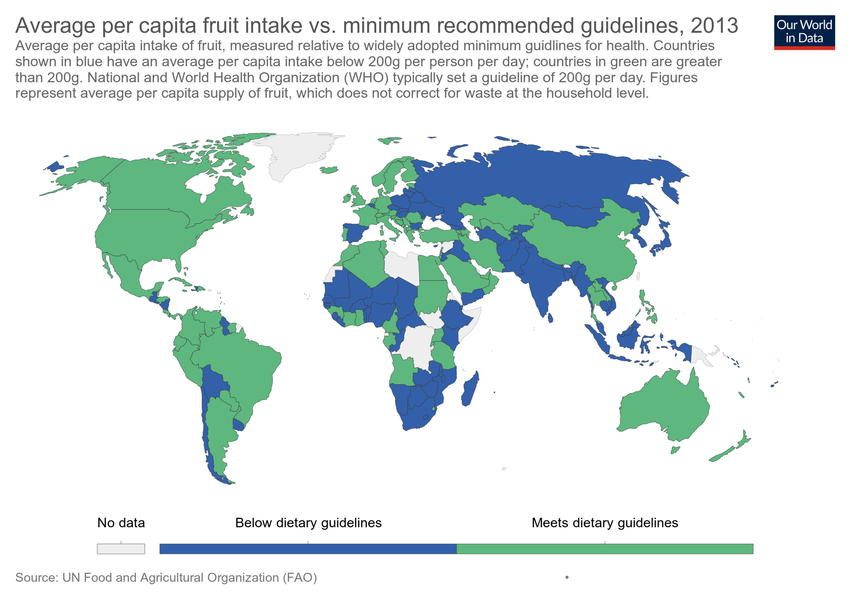 Average per capita fruit intake vs. minimum recommended guidelines, 2013
Our World
in Data
Average per capita intake of fruit, measured relative to widely adopted minimum guidlines for health. Countries
shown in blue have an average per capita intake below 200g per person per day; countries in green are greater
than 200g. National and World Health Organization (WHO) typically set a guideline of 200g per day. Figures
represent average per capita supply of fruit, which does not correct for waste at the household level.
No data
Below dietary guidelines
Meets dietary guidelines
Source: UN Food and Agricultural Organization (FAO)
•